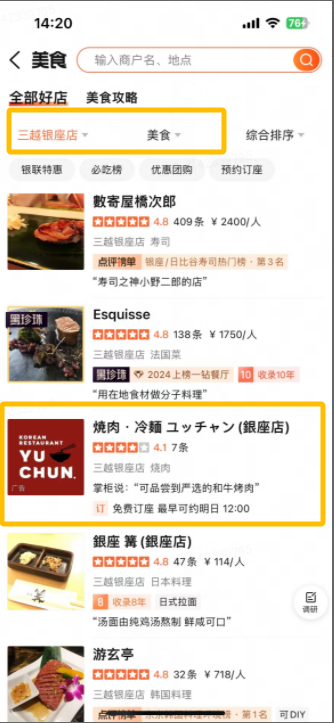 14:20
76
美食
输入商户名、地点
全部好店 美食攻略
三越银座店 美食 综合排序
银联特惠 必吃榜 优惠团购 预约订座
數寄屋橋次郎
4.8 409条 ¥2400/人
三越银座店 寿司
点评榜单 银座/日比谷寿司热门榜·第3名
“寿司之神小野二郎的店”
Esquisse
4.8 138条 ¥1750/人
三越银座店 法国菜
黑珍珠
黑珍珠 2024上榜一钻餐厅 10 收录10年
“用在地食材做分子料理”
焼肉·冷麺 ユッチャン(銀座店)
4.1 7条
三越银座店 烧肉
KOREAN
RESTAURANT
YU
CHUN.
广告
掌柜说：“可品尝到严选的和牛烤肉”
订 免费订座 最早可约明日 12:00
銀座 篝 (銀座店)
4.8 47条 ¥114/人
三越银座店 日本料理
8 收录8年 日式拉面
“汤面由纯鸡汤熬制 鲜咸可口”
调研
游玄亭
4.8 32条 ¥718/人
三越银座店 韩国料理
第1名 可DIY